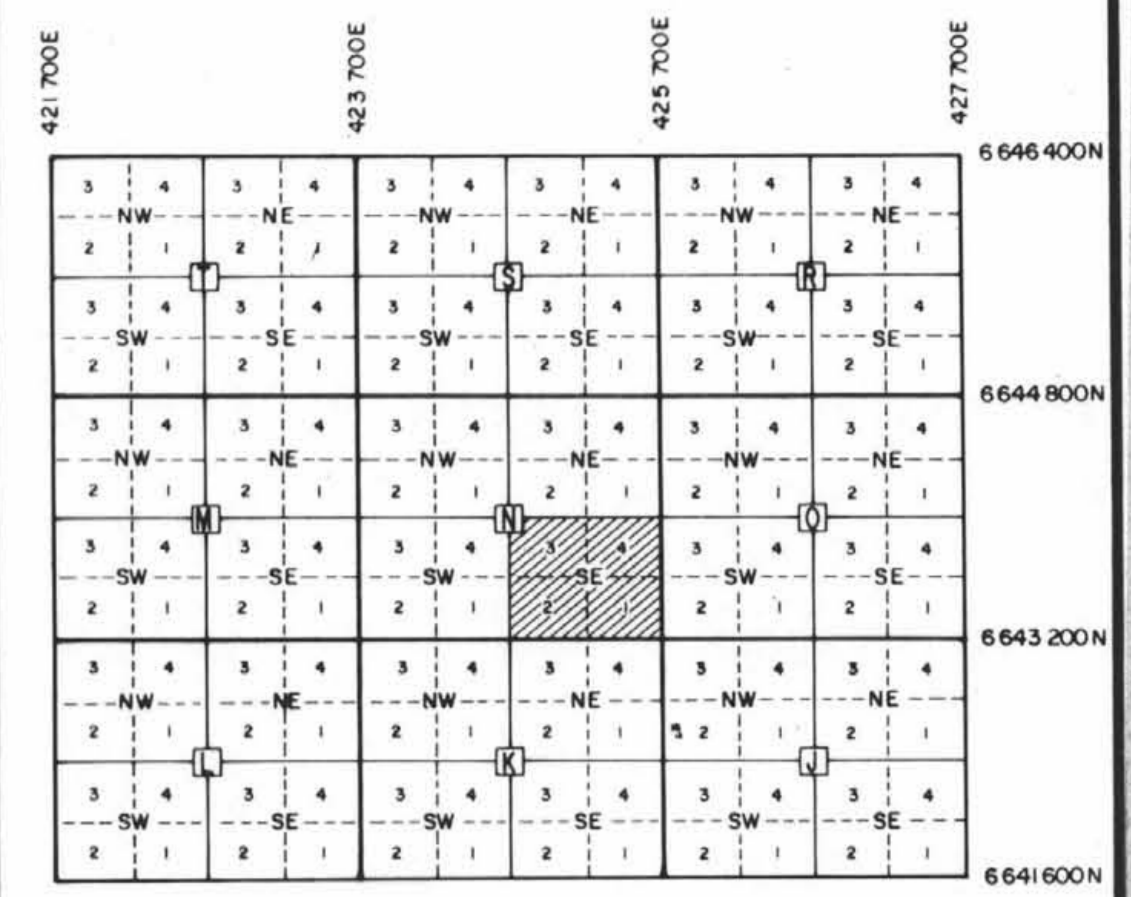 421 700E 423 700E 425 700E 427 700E
6 646 400N
3 4 3 4 3 4 3 4 3 4 3 4
NW NE NW NE NW NE
2 1 2 1 2 1 2 1 2 1 2 1
S R
3 4 3 4 3 4 3 4 3 4 3 4
SW SE SW SE SW SE
2 1 2 1 2 1 2 1 2 1 2 1
6 644 800N
3 4 3 4 3 4 3 4 3 4 3 4
NW NE NW NE NW NE
2 1 2 1 2 1 2 1 2 1 2 1
M N Q
3 4 3 4 3 4 3 4 3 4 3 4
SW SE SW SE SW SE
2 1 2 1 2 1 2 1 2 1 2 1
6 643 200N
3 4 3 4 3 4 3 4 3 4 3 4
NW NE NW NE NW NE
2 1 2 1 2 1 2 1 2 1 2 1
L K J
3 4 3 4 3 4 3 4 3 4 3 4
SW SE SW SE SW SE
2 1 2 1 2 1 2 1 2 1 2 1
6 641 600N